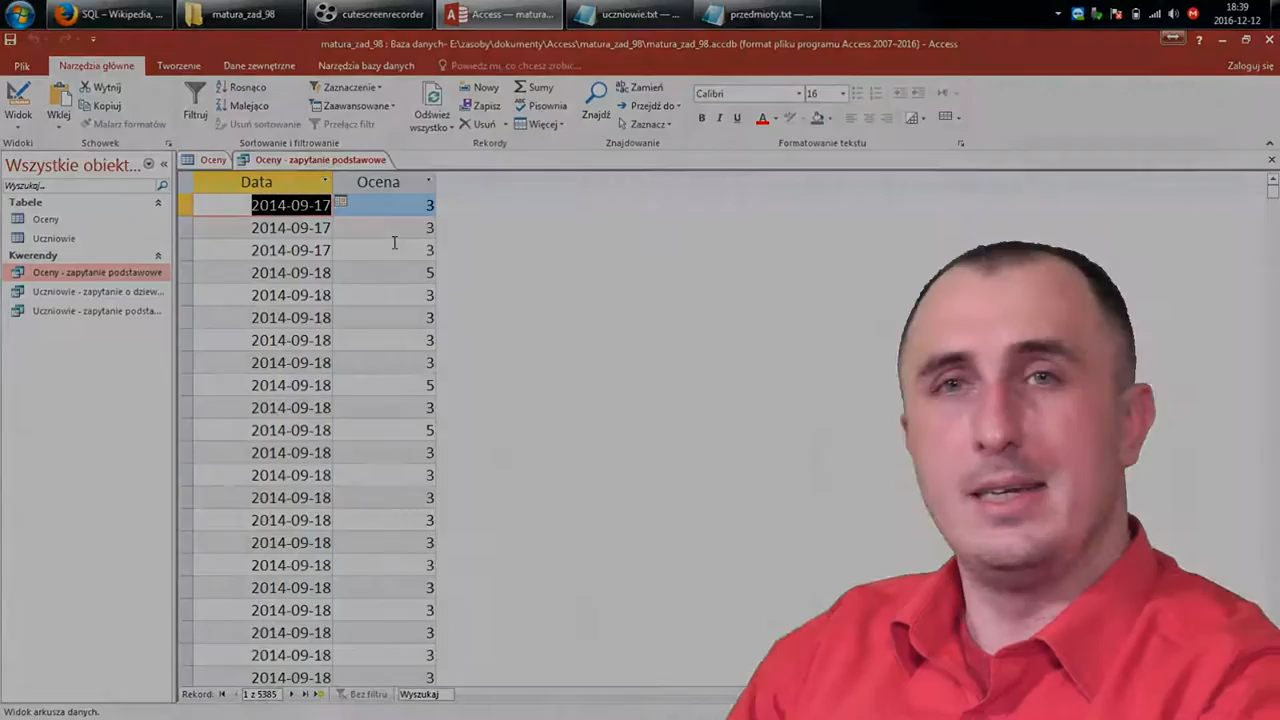 SQL – Wikipedia, ...
matura_zad_98
cutescreenrecorder
Access — matura...
uczniowie.txt — ...
przedmioty.txt — ...
18:39
2016-12-12
matura_zad_98 : Baza danych- E:\zasoby\dokumenty\Access\matura_zad_98\matura_zad_98.accdb (format pliku programu Access 2007–2016) - Access
Plik
Narzędzia główne
Tworzenie
Dane zewnętrzne
Narzędzia bazy danych
Powiedz mi, co chcesz zrobić...
Zaloguj się
Widok
Widoki
Wklej
Wytnij
Kopiuj
Malarz formatów
Schowek
Filtruj
Rosnąco
Malejąco
Usuń sortowanie
Zaznaczenie
Zaawansowane
Przełącz filtr
Sortowanie i filtrowanie
Odśwież
wszystko
Nowy
Zapisz
Usuń
Sumy
Pisownia
Więcej
Rekordy
Znajdź
Zamień
Przejdź do
Zaznacz
Znajdowanie
Calibri
16
B I U
A
Formatowanie tekstu
Wszystkie obiekt...
Wyszukaj...
Tabele
Oceny
Uczniowie
Kwerendy
Oceny - zapytanie podstawowe
Uczniowie - zapytanie o dziew...
Uczniowie - zapytanie podsta...
Oceny
Oceny - zapytanie podstawowe
Data Ocena
2014-09-17 3
2014-09-17 3
2014-09-17 3
2014-09-18 5
2014-09-18 3
2014-09-18 3
2014-09-18 3
2014-09-18 3
2014-09-18 5
2014-09-18 3
2014-09-18 5
2014-09-18 3
2014-09-18 3
2014-09-18 3
2014-09-18 3
2014-09-18 3
2014-09-18 3
2014-09-18 3
2014-09-18 3
2014-09-18 3
2014-09-18 3
2014-09-18 3
Rekord: 1 z 5385
Bez filtru
Wyszukaj
Widok arkusza danych.